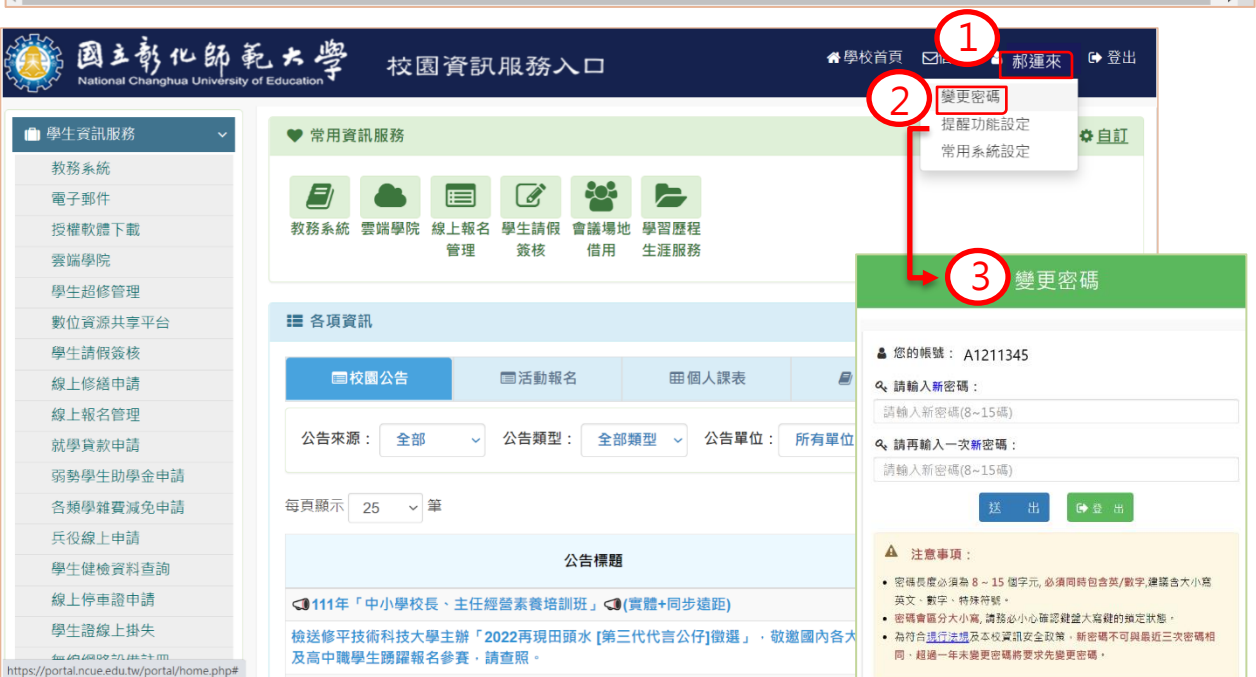 國立彰化師範大學
National Changhua University of Education
校園資訊服務入口
學校首頁
1
郝運來
登出
2
變更密碼
提醒功能設定
常用系統設定
學生資訊服務
教務系統
電子郵件
授權軟體下載
雲端學院
學生超修管理
數位資源共享平台
學生請假簽核
線上修繕申請
線上報名管理
就學貸款申請
弱勢學生助學金申請
各類學雜費減免申請
兵役線上申請
學生健檢資料查詢
線上停車證申請
學生證線上掛失
無線網路設備註冊
https://portal.ncue.edu.tw/portal/home.php#
常用資訊服務
自訂
教務系統
雲端學院
線上報名
管理
學生請假
簽核
會議場地
借用
學習歷程
生涯服務
各項資訊
校園公告
活動報名
個人課表
公告來源：
全部
公告類型：
全部類型
公告單位：
所有單位
每頁顯示
25
筆
公告標題
111年「中小學校長、主任經營素養培訓班」
(實體+同步遠距)
檢送修平技術科技大學主辦「2022再現田頭水 [第三代代言公仔]徵選」，敬邀國內各大
及高中職學生踴躍報名參賽，請查照。
3
變更密碼
您的帳號： A1211345
請輸入新密碼：
請輸入新密碼(8~15碼)
請再輸入一次新密碼：
請輸入新密碼(8~15碼)
送 出
登 出
注意事項：
密碼長度必須為 8 ~ 15 個字元, 必須同時包含英/數字,建議含大小寫
英文、數字、特殊符號。
密碼會區分大小寫, 請務必小心確認鍵盤大寫鍵的鎖定狀態。
為符合現行法規及本校資訊安全政策，新密碼不可與最近三次密碼相
同、超過一年未變更密碼將要求先變更密碼。